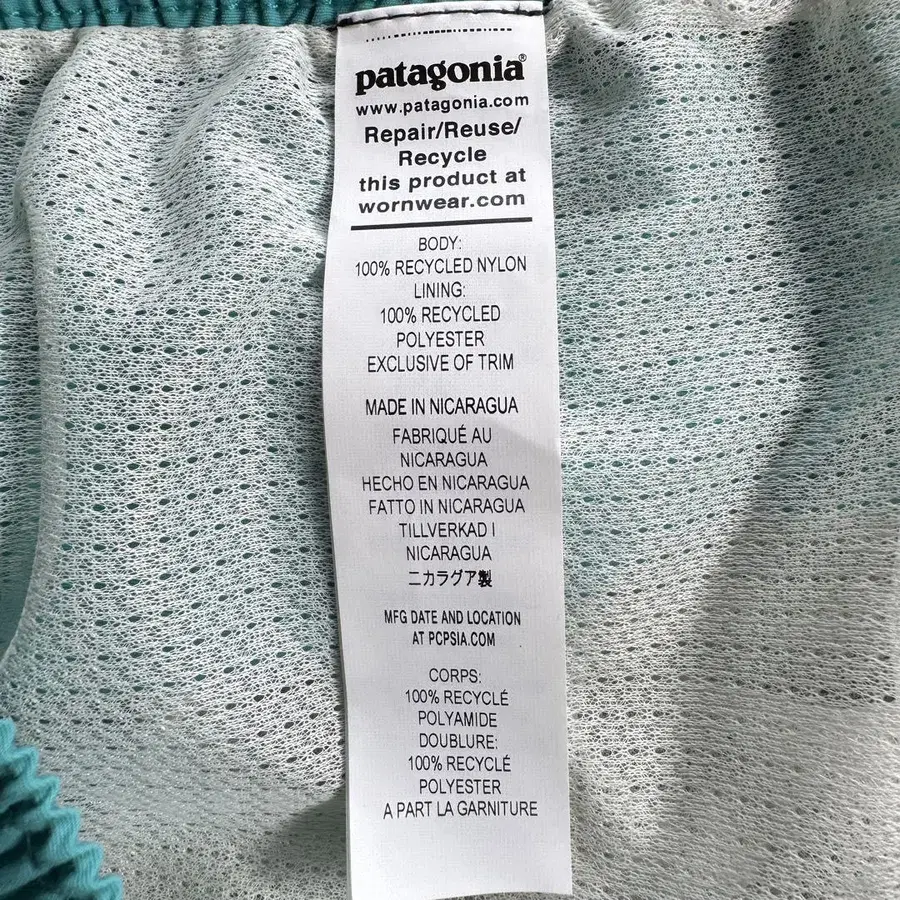 patagonia®
www.patagonia.com
Repair/Reuse/
Recycle
this product at
wornwear.com
BODY:
100% RECYCLED NYLON
LINING:
100% RECYCLED
POLYESTER
EXCLUSIVE OF TRIM
MADE IN NICARAGUA
FABRIQUÉ AU
NICARAGUA
HECHO EN NICARAGUA
FATTO IN NICARAGUA
TILLVERKAD I
NICARAGUA
ニカラグア製
MFG DATE AND LOCATION
AT PCPSIA.COM
CORPS:
100% RECYCLÉ
POLYAMIDE
DOUBLURE:
100% RECYCLÉ
POLYESTER
A PART LA GARNITURE